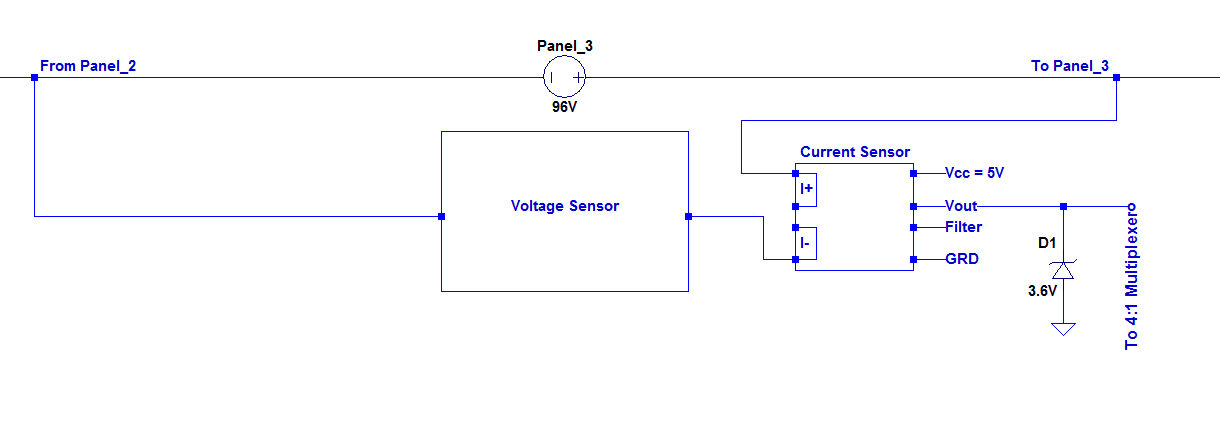 Panel_3
From Panel_2
To Panel_3
96V
Current Sensor
Vcc = 5V
I+
Voltage Sensor
Vout
Filter
I-
D1
GRD
3.6V
To 4:1 Multiplexero